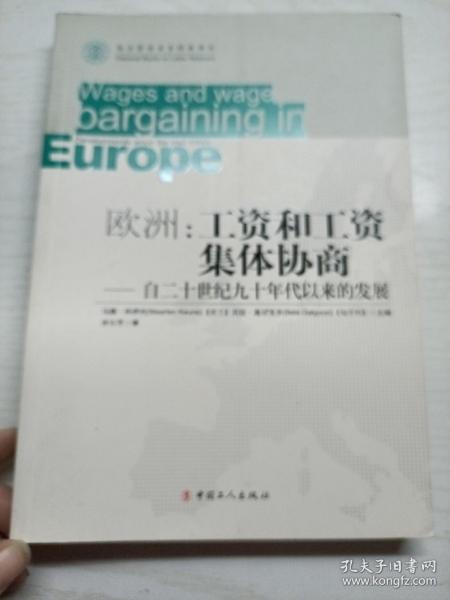 Wages and wage
bargaining in
Europe
欧洲：工资和工资
集体协商
——自二十世纪九十年代以来的发展
中国工人出版社
孔夫子旧书网
www.kongfz.com